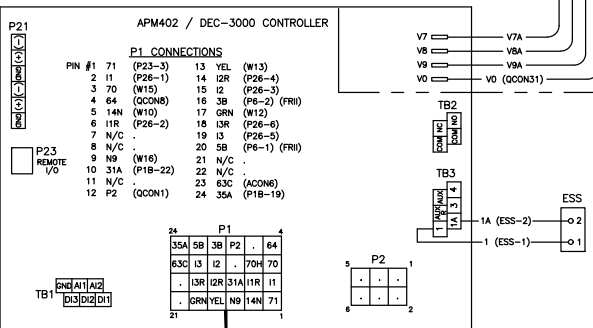 APM402 / DEC-3000 CONTROLLER
P21
(-)
(+)
GND
(-)
(+)
GND
P23
REMOTE
I/O
P1 CONNECTIONS
PIN #1 71 (P23-3)
2 I1 (P26-1)
3 70 (W15)
4 64 (QCON8)
5 14N (W10)
6 I1R (P26-2)
7 N/C .
8 N/C .
9 N9 (W16)
10 31A (P1B-22)
11 N/C .
12 P2 (QCON1)
13 YEL (W13)
14 I2R (P26-4)
15 I2 (P26-3)
16 3B (P6-2) (FRII)
17 GRN (W12)
18 I3R (P26-6)
19 I3 (P26-5)
20 5B (P6-1) (FRII)
21 N/C .
22 N/C .
23 63C (ACON6)
24 35A (P1B-19)
V7 V7A
V8 V8A
V9 V9A
V0 V0 (QCON31)
TB2
COM NC
COM NO
TB3
AUX AUX 4
R 3
1 1A
1A (ESS-2)
1 (ESS-1)
ESS
2
1
P1
24 4
35A 5B 3B P2 . 64
63C I3 I2 . 70H 70
. I3R I2R 31A I1R I1
. GRN YEL N9 14N 71
21 1
P2
5 1
. . .
. . .
6 2
TB1
GND AI1 AI2
DI3 DI2 DI1